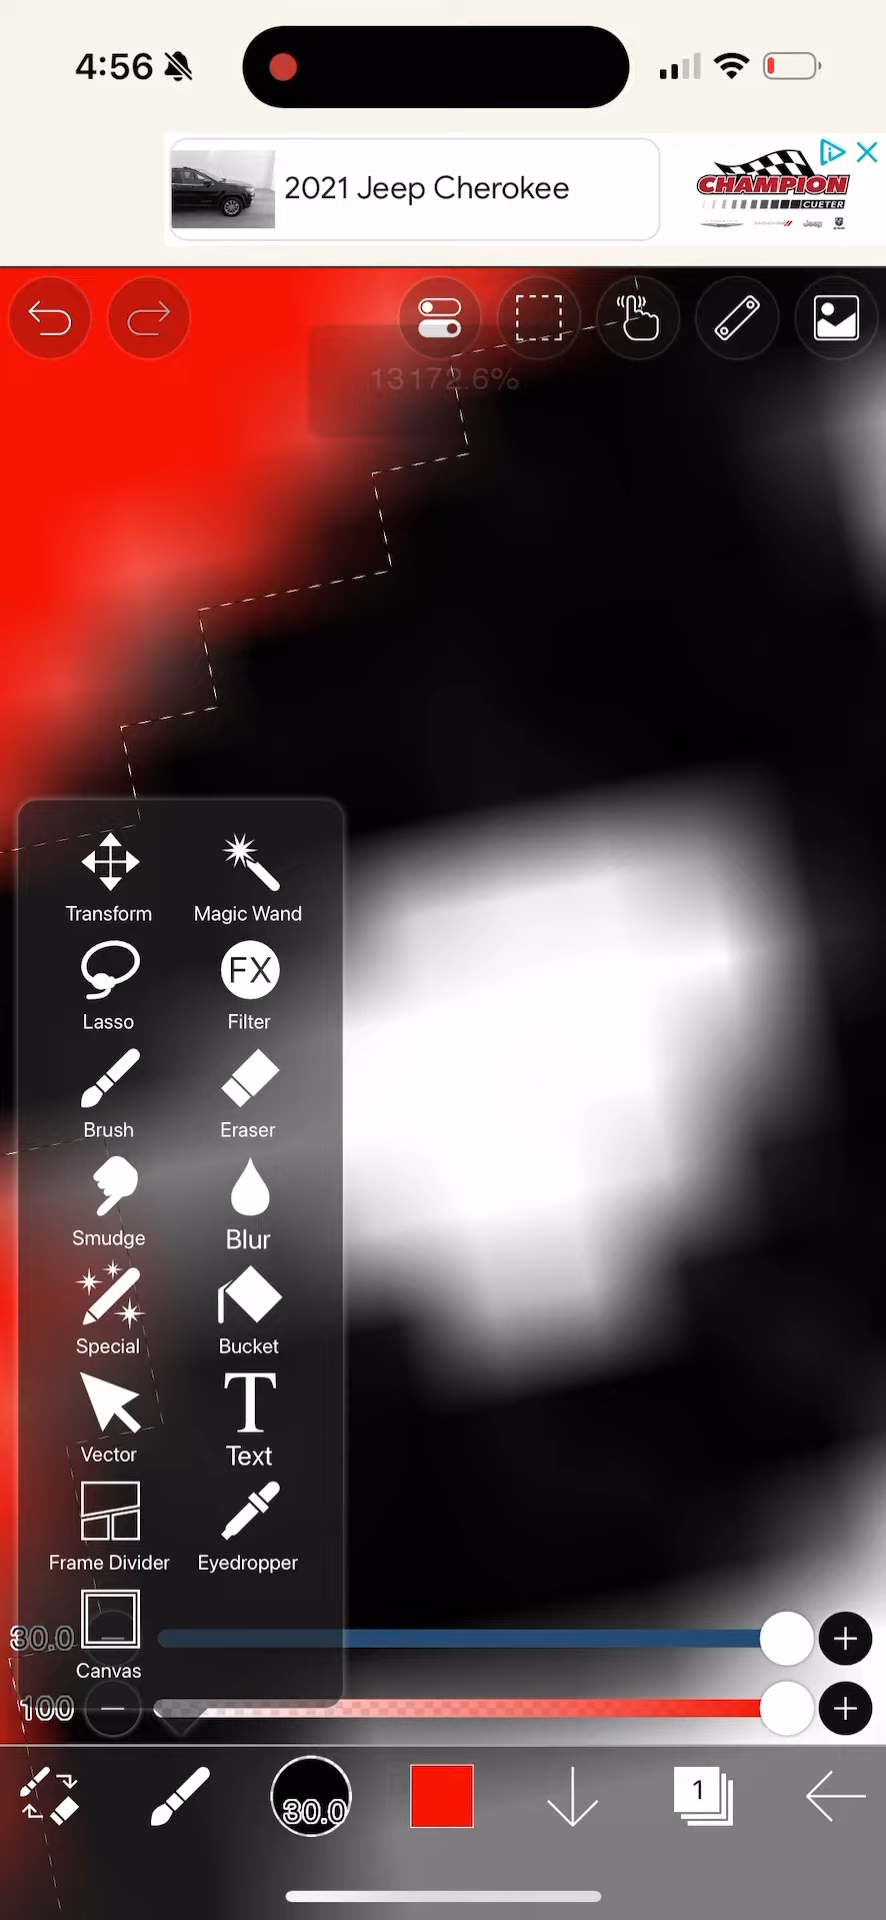 4:56
2021 Jeep Cherokee
CHAMPION
CUETER
Jeep
13172.6%
Transform
Magic Wand
Lasso
FX
Filter
Brush
Eraser
Smudge
Blur
Special
Bucket
Vector
T
Text
Frame Divider
Eyedropper
Canvas
30.0
100
30.0
1